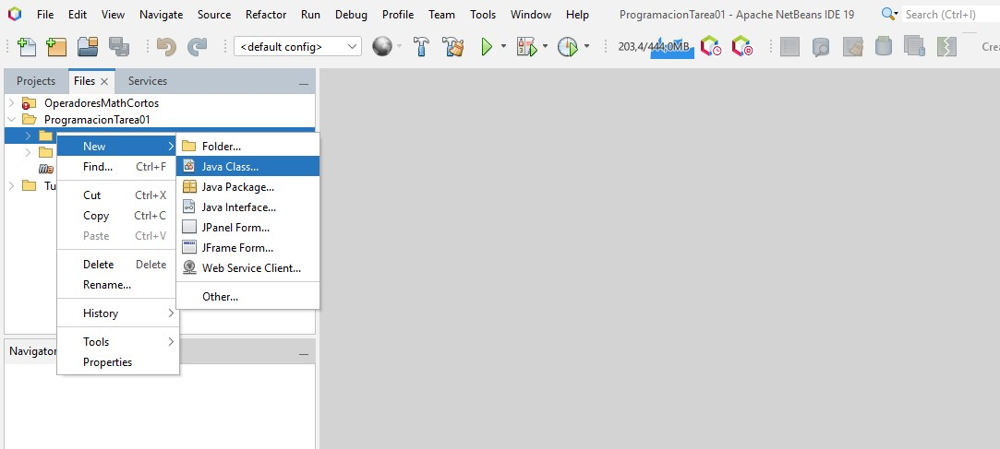 File Edit View Navigate Source Refactor Run Debug Profile Team Tools Window Help ProgramacionTarea01 - Apache NetBeans IDE 19 Search (Ctrl+I)
<default config> 203,4/444,0MB
Projects Files Services
OperadoresMathCortos
ProgramacionTarea01
New
Find... Ctrl+F
Cut Ctrl+X
Copy Ctrl+C
Paste Ctrl+V
Delete Delete
Rename...
History
Tools
Properties
Folder...
Java Class...
Java Package...
Java Interface...
JPanel Form...
JFrame Form...
Web Service Client...
Other...
Navigator